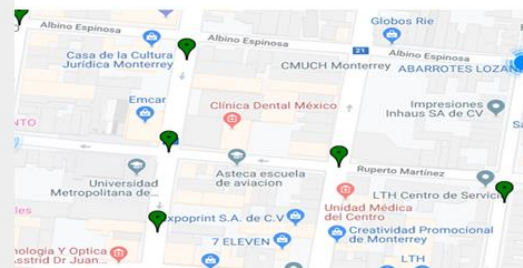 Albino Espinosa
Globos Rie
Casa de la Cultura
Jurídica Monterrey
21
Albino Espinosa
CMUCH Monterrey
ABARROTES LOZAN
Emcar
Clínica Dental México
Impresiones
Inhaus SA de CV
NTO
Asteca escuela
de aviacion
Ruperto Martínez
Universidad
Metropolitana de...
LTH Centro de Servici
les
Unidad Médica
del Centro
xpoprint S.A. de C.V
Creatividad Promocional
de Monterrey
7 ELEVEN
nologia Y Optica
Asstrid Dr Juan...
LTH